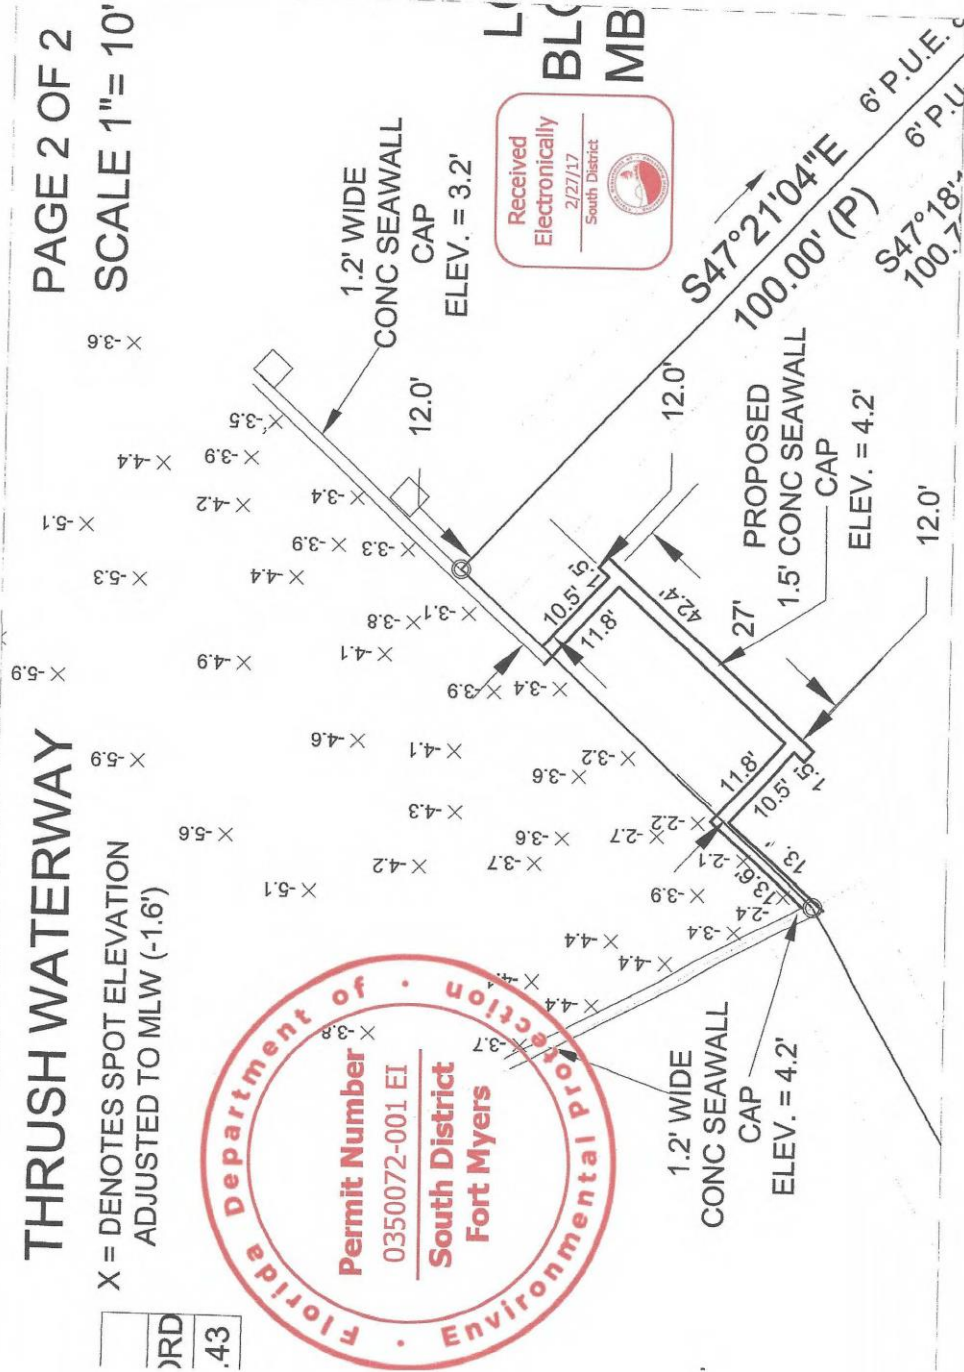 THRUSH WATERWAY
PAGE 2 OF 2
SCALE 1"= 10'
X = DENOTES SPOT ELEVATION
ADJUSTED TO MLW (-1.6')
.43
Florida Department of
Environmental Protection
Permit Number
0350072-001 EI
South District
Fort Myers
Received
Electronically
2/27/17
South District
1.2' WIDE
CONC SEAWALL
CAP
ELEV. = 3.2'
12.0'
12.0'
S47°21'04"E
100.00' (P)
6' P.U.E.
6' P.U
S47°18'
100.7
PROPOSED
1.5' CONC SEAWALL
CAP
ELEV. = 4.2'
12.0'
27'
42.4'
1.5'
10.5'
11.8'
11.8'
10.5'
1.5'
13.6'
1.2' WIDE
CONC SEAWALL
CAP
ELEV. = 4.2'
-5.9
-5.1
-3.6
-5.9
-5.3
-4.4
-5.6
-4.9
-4.2
-3.9
-3.5
-5.1
-4.6
-4.4
-3.9
-3.4
-3.8
-4.2
-4.1
-3.8
-3.3
-4.3
-4.1
-3.9
-3.1
-3.7
-3.7
-3.6
-3.6
-3.4
-4.4
-4.4
-3.2
-4.4
-3.9
-2.7
-2.2
-3.4
-2.4
-2.1